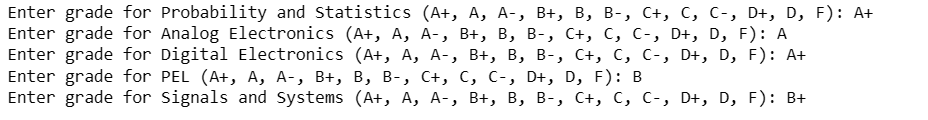 Enter grade for Probability and Statistics (A+, A, A-, B+, B, B-, C+, C, C-, D+, D, F): A+
Enter grade for Analog Electronics (A+, A, A-, B+, B, B-, C+, C, C-, D+, D, F): A
Enter grade for Digital Electronics (A+, A, A-, B+, B, B-, C+, C, C-, D+, D, F): A+
Enter grade for PEL (A+, A, A-, B+, B, B-, C+, C, C-, D+, D, F): B
Enter grade for Signals and Systems (A+, A, A-, B+, B, B-, C+, C, C-, D+, D, F): B+